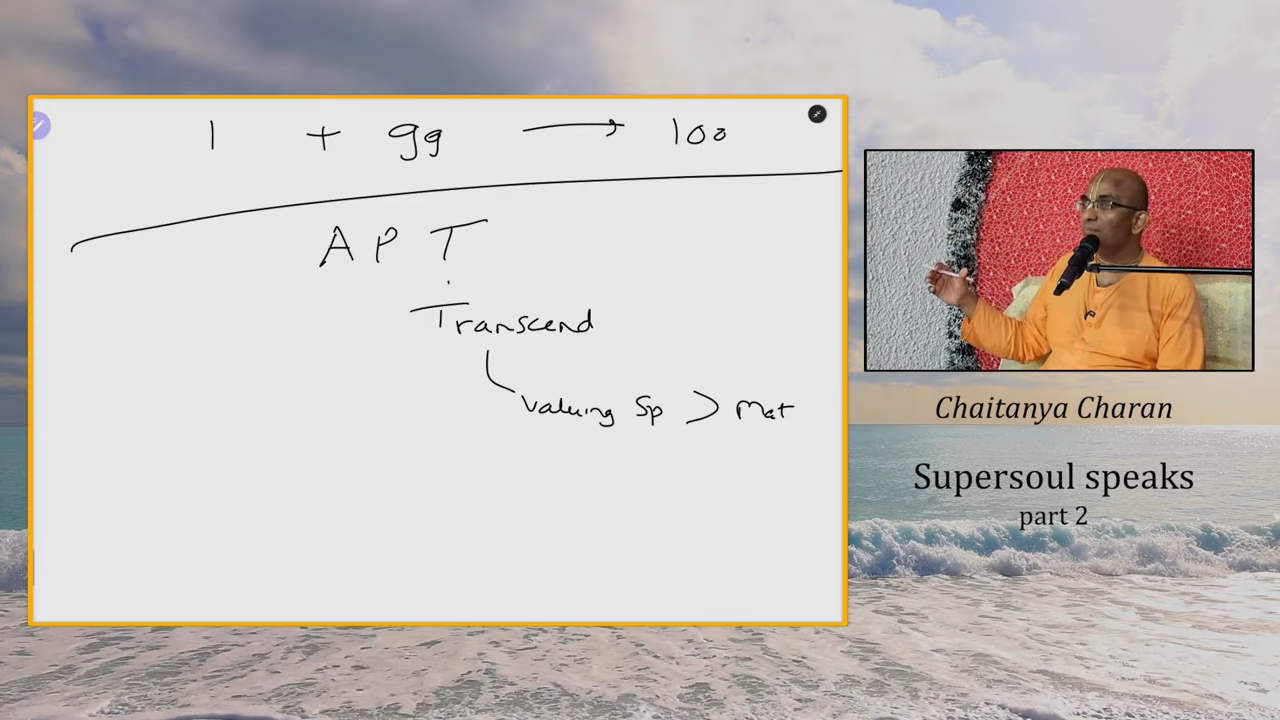 1 + 99 → 100
A P T
Transcend
Valuing Sp > Mat
Chaitanya Charan
Supersoul speaks
part 2